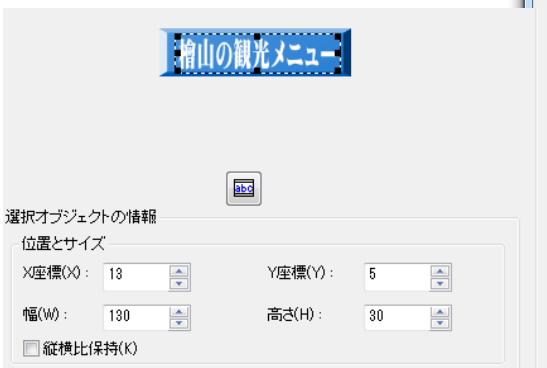 檜山の観光メニュー
abc
選択オブジェクトの情報
位置とサイズ
X座標(X) : 13 Y座標(Y) : 5
幅(W) : 130 高さ(H) : 30
縦横比保持(K)